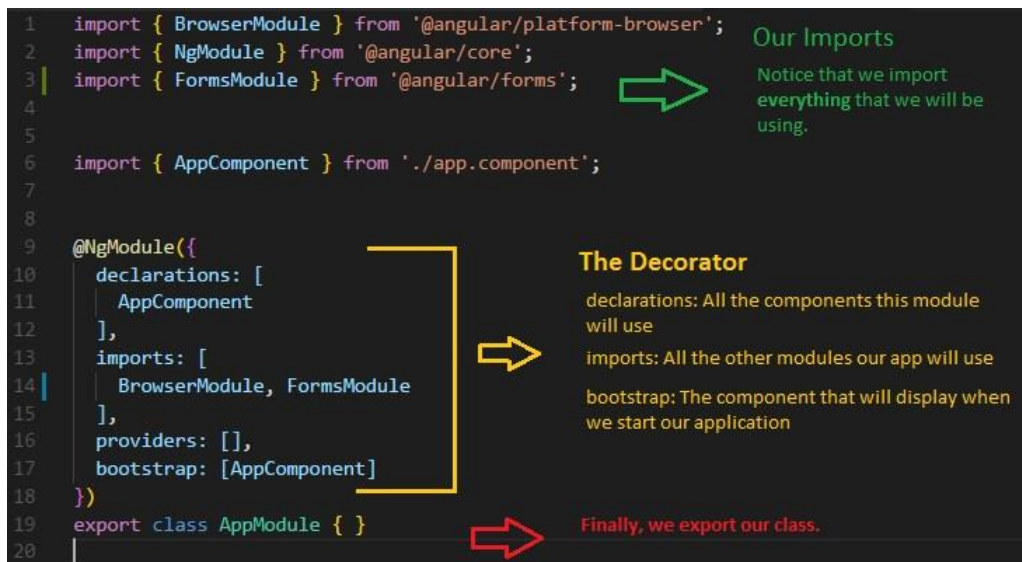 1 import { BrowserModule } from '@angular/platform-browser';
2 import { NgModule } from '@angular/core';
3 import { FormsModule } from '@angular/forms';
4
5
6 import { AppComponent } from './app.component';
7
8
9 @NgModule({
10 declarations: [
11 AppComponent
12 ],
13 imports: [
14 BrowserModule, FormsModule
15 ],
16 providers: [],
17 bootstrap: [AppComponent]
18 })
19 export class AppModule { }
20
Our Imports
Notice that we import
everything that we will be
using.
The Decorator
declarations: All the components this module
will use
imports: All the other modules our app will use
bootstrap: The component that will display when
we start our application
Finally, we export our class.